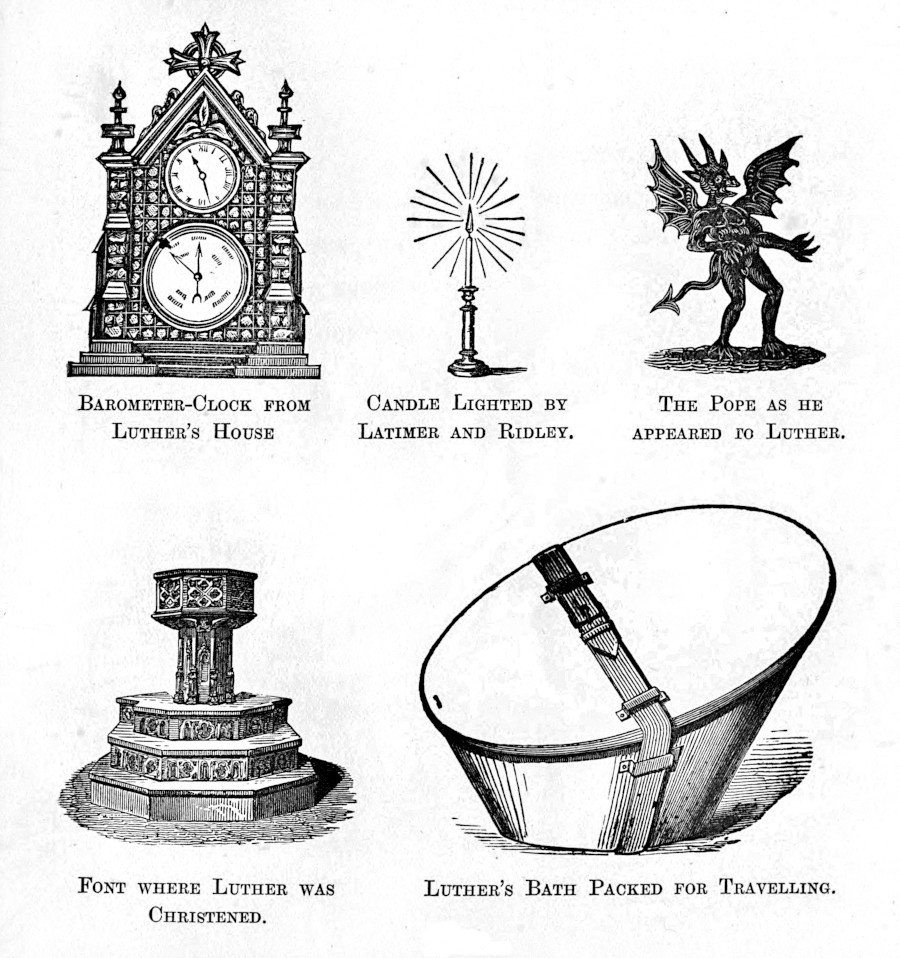 Barometer-Clock from
Luther's House
Candle Lighted by
Latimer and Ridley.
The Pope as he
appeared to Luther.
Font where Luther was
Christened.
Luther's Bath Packed for Travelling.